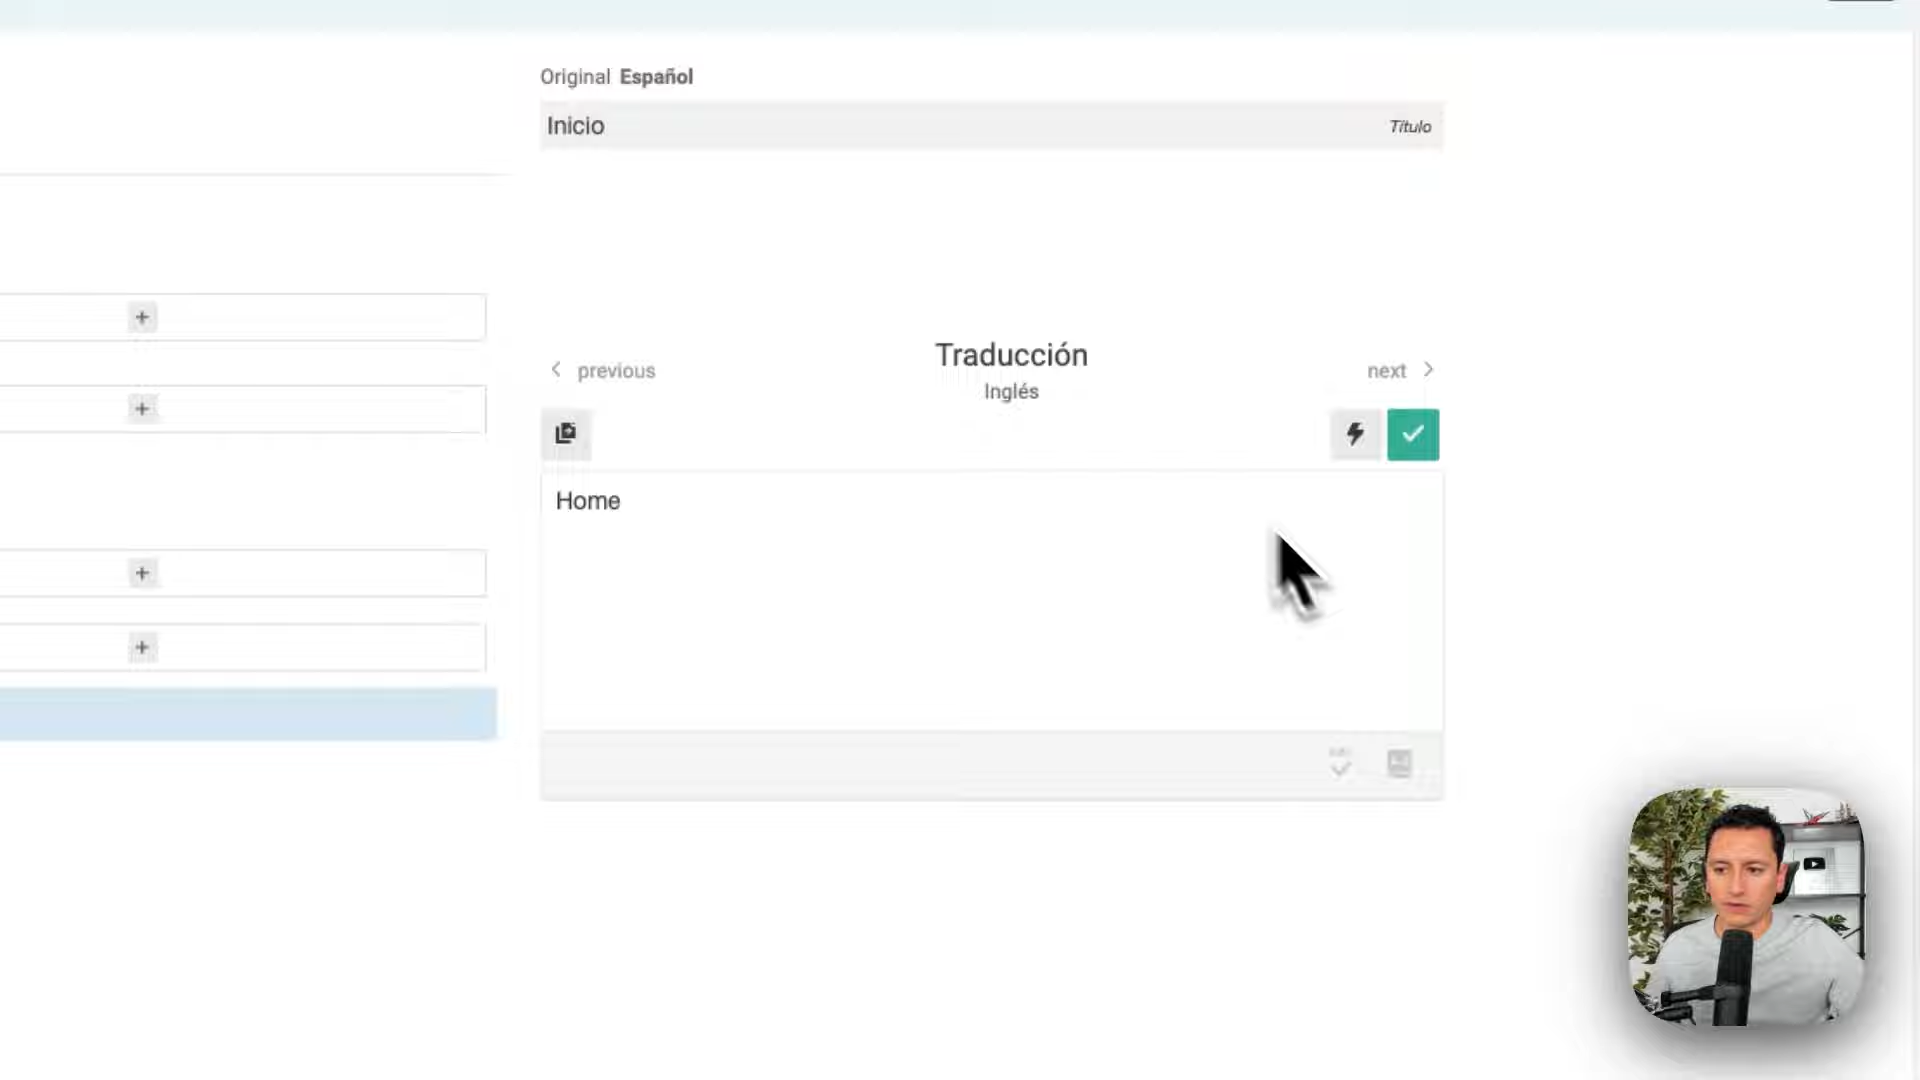 Original Español
Inicio Título
Traducción
previous next
Inglés
Home